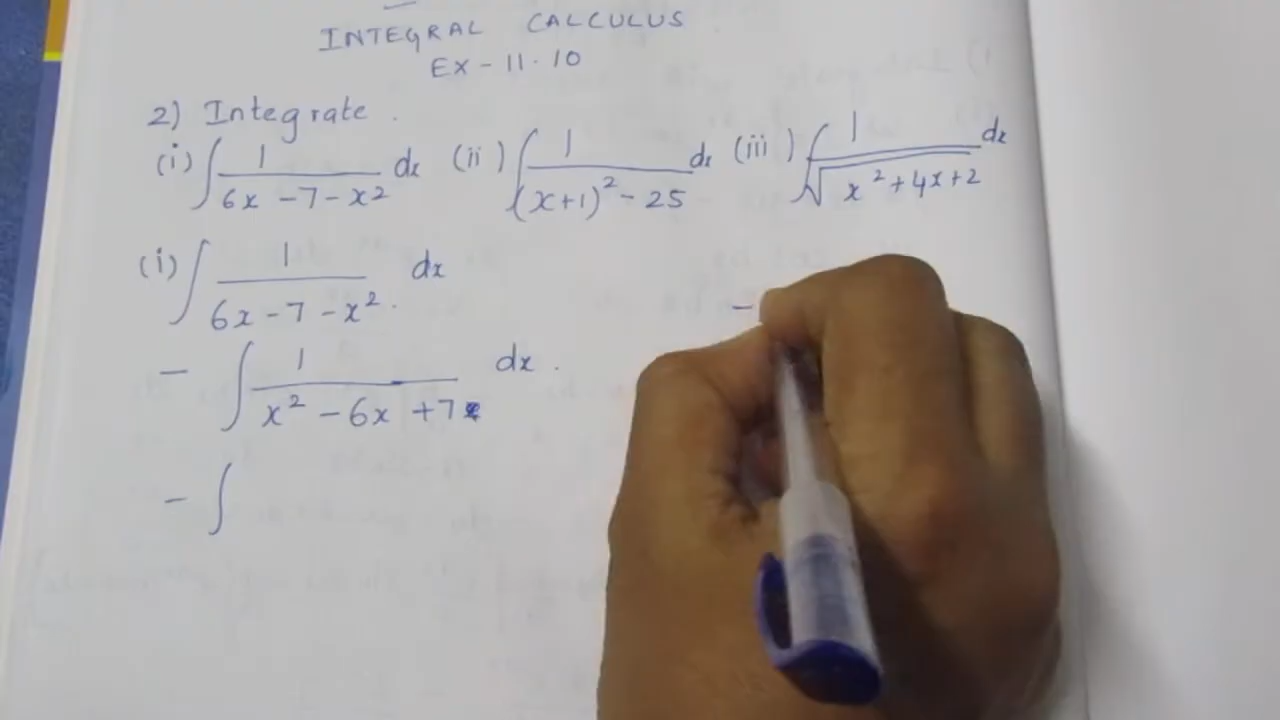 INTEGRAL CALCULUS
EX - 11.10
2) Integrate.
(i) ∫ 1/(6x - 7 - x²) dx (ii) ∫ 1/((x+1)² - 25) dx (iii) ∫ 1/√(x² + 4x + 2) dx
(i) ∫ 1/(6x - 7 - x²) dx
- ∫ 1/(x² - 6x + 7) dx.
- ∫
-